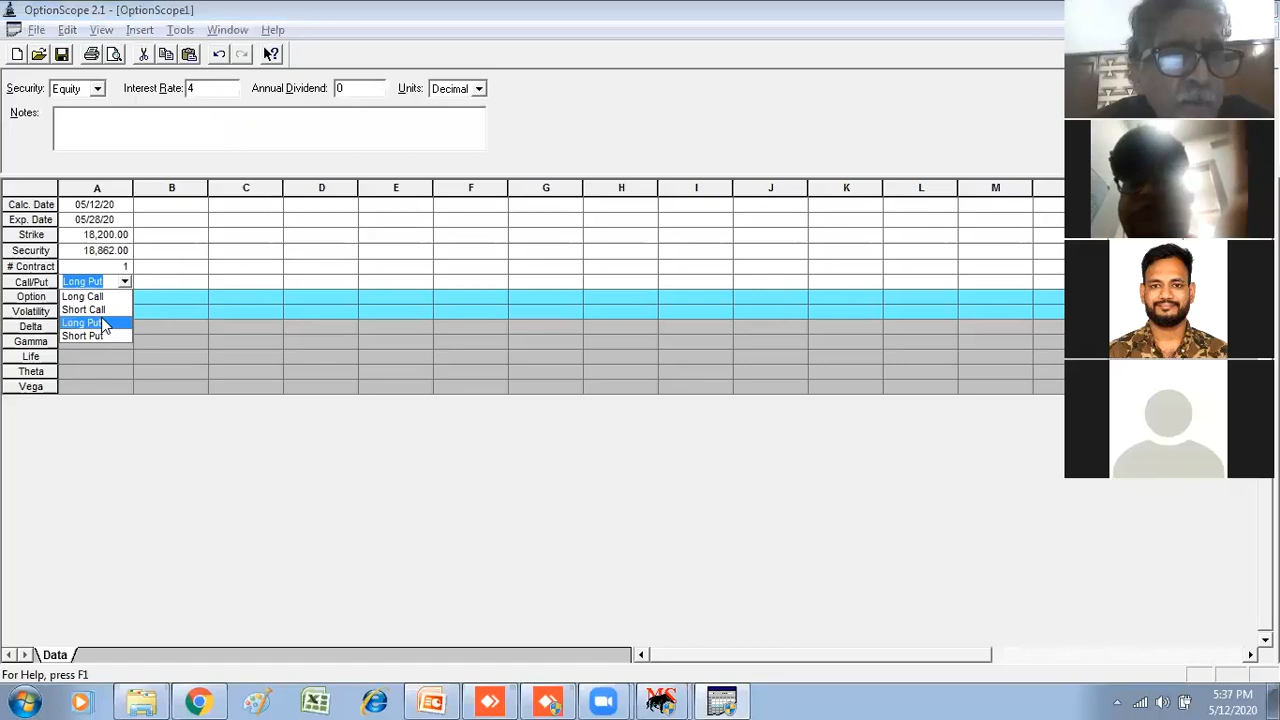 OptionScope 2.1 - [OptionScope1]
File Edit View Insert Tools Window Help
Security: Equity Interest Rate: 4 Annual Dividend: 0 Units: Decimal
Notes:
A B C D E F G H I J K L M
Calc. Date 05/12/20
Exp. Date 05/28/20
Strike 18,200.00
Security 18,862.00
# Contract 1
Call/Put Long Put
Option Long Call
Volatility Short Call
Delta Long Put
Gamma Short Put
Life
Theta
Vega
Data
For Help, press F1
MS
5:37 PM
5/12/2020